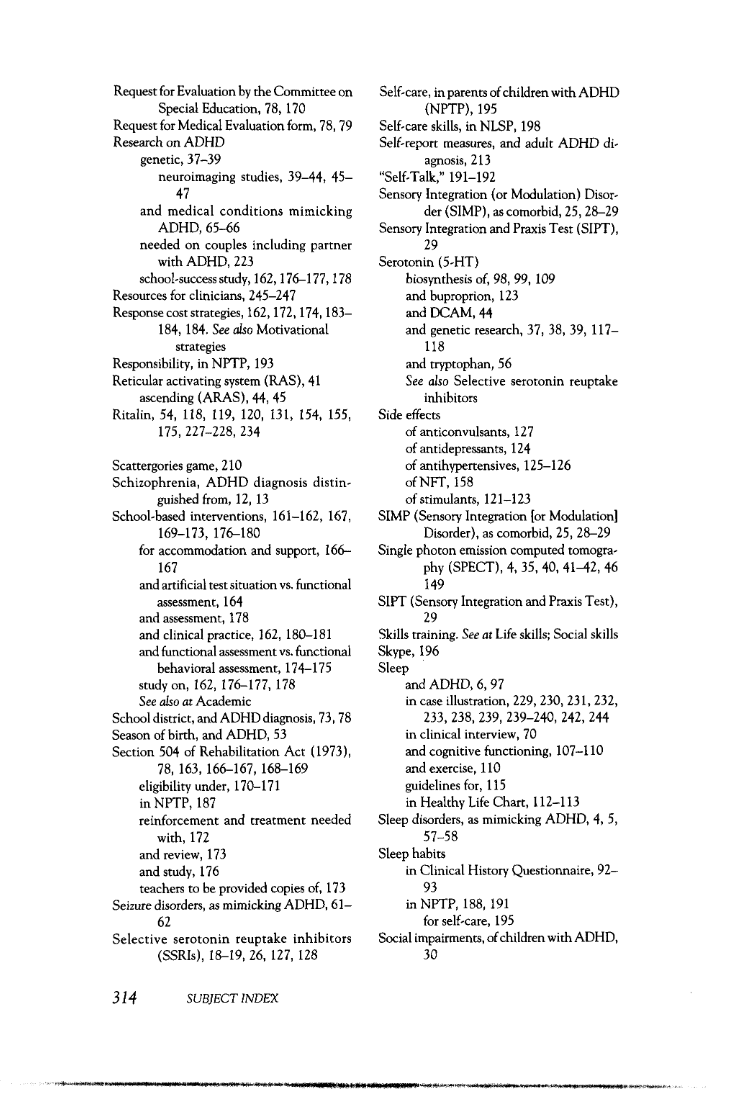 Request for Evaluation by the Committee on
Special Education, 78, 170
Request for Medical Evaluation form, 78, 79
Research on ADHD
genetic, 37–39
neuroimaging studies, 39–44, 45–
47
and medical conditions mimicking
ADHD, 65–66
needed on couples including partner
with ADHD, 223
school-success study, 162, 176–177, 178
Resources for clinicians, 245–247
Response cost strategies, 162, 172, 174, 183–
184, 184. See also Motivational
strategies
Responsibility, in NPTP, 193
Reticular activating system (RAS), 41
ascending (ARAS), 44, 45
Ritalin, 54, 118, 119, 120, 131, 154, 155,
175, 227–228, 234
Scattergories game, 210
Schizophrenia, ADHD diagnosis distin-
guished from, 12, 13
School-based interventions, 161–162, 167,
169–173, 176–180
for accommodation and support, 166–
167
and artificial test situation vs. functional
assessment, 164
and assessment, 178
and clinical practice, 162, 180–181
and functional assessment vs. functional
behavioral assessment, 174–175
study on, 162, 176–177, 178
See also at Academic
School district, and ADHD diagnosis, 73, 78
Season of birth, and ADHD, 53
Section 504 of Rehabilitation Act (1973),
78, 163, 166–167, 168–169
eligibility under, 170–171
in NPTP, 187
reinforcement and treatment needed
with, 172
and review, 173
and study, 176
teachers to be provided copies of, 173
Seizure disorders, as mimicking ADHD, 61–
62
Selective serotonin reuptake inhibitors
(SSRIs), 18–19, 26, 127, 128
Self-care, in parents of children with ADHD
(NPTP), 195
Self-care skills, in NLSP, 198
Self-report measures, and adult ADHD di-
agnosis, 213
"Self-Talk," 191–192
Sensory Integration (or Modulation) Disor-
der (SIMP), as comorbid, 25, 28–29
Sensory Integration and Praxis Test (SIPT),
29
Serotonin (5-HT)
biosynthesis of, 98, 99, 109
and buproprion, 123
and DCAM, 44
and genetic research, 37, 38, 39, 117–
118
and tryptophan, 56
See also Selective serotonin reuptake
inhibitors
Side effects
of anticonvulsants, 127
of antidepressants, 124
of antihypertensives, 125–126
of NFT, 158
of stimulants, 121–123
SIMP (Sensory Integration [or Modulation]
Disorder), as comorbid, 25, 28–29
Single photon emission computed tomogra-
phy (SPECT), 4, 35, 40, 41–42, 46
149
SIPT (Sensory Integration and Praxis Test),
29
Skills training. See at Life skills; Social skills
Skype, 196
Sleep
and ADHD, 6, 97
in case illustration, 229, 230, 231, 232,
233, 238, 239, 239–240, 242, 244
in clinical interview, 70
and cognitive functioning, 107–110
and exercise, 110
guidelines for, 115
in Healthy Life Chart, 112–113
Sleep disorders, as mimicking ADHD, 4, 5,
57–58
Sleep habits
in Clinical History Questionnaire, 92–
93
in NPTP, 188, 191
for self-care, 195
Social impairments, of children with ADHD,
30
314 SUBJECT INDEX